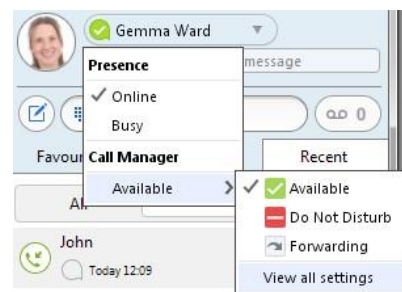 Gemma Ward
Presence
message
Online
Busy
0
Favour
Call Manager
Recent
Available
Available
All
Do Not Disturb
John
Forwarding
Today 12:09
View all settings